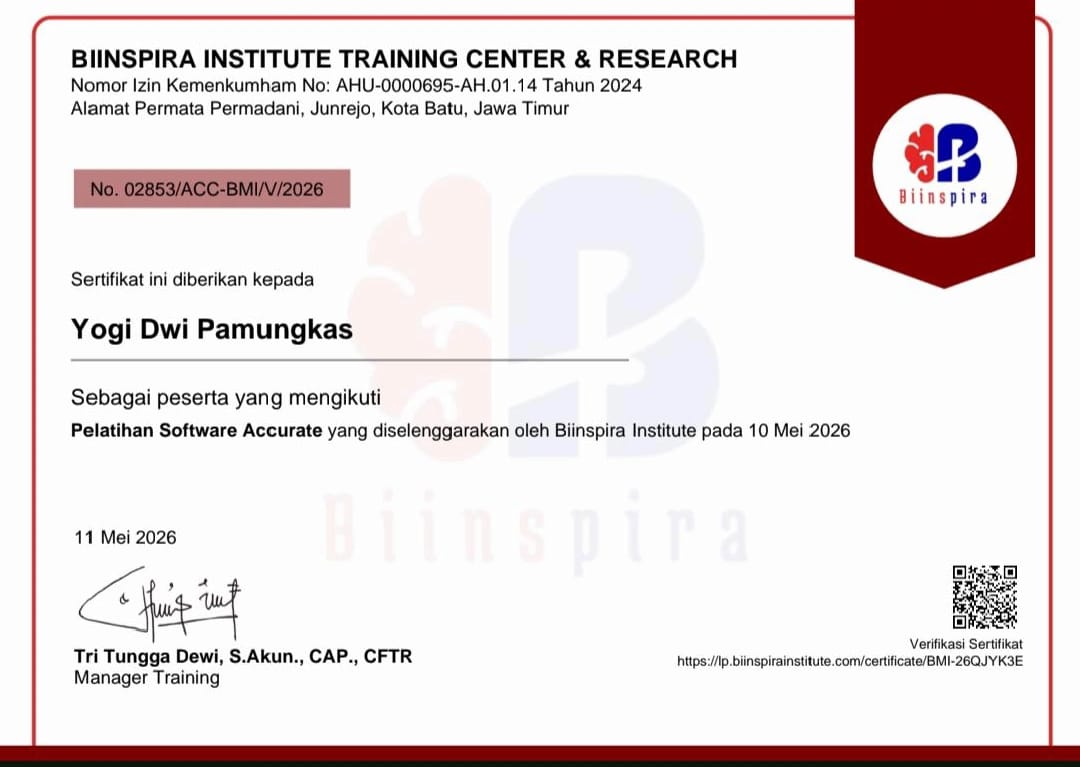 BIINSPIRA INSTITUTE TRAINING CENTER & RESEARCH
Nomor Izin Kemenkumham No: AHU-0000695-AH.01.14 Tahun 2024
Alamat Permata Permadani, Junrejo, Kota Batu, Jawa Timur
Biinspira
No. 02853/ACC-BMI/V/2026
Sertifikat ini diberikan kepada
Yogi Dwi Pamungkas
Sebagai peserta yang mengikuti
Pelatihan Software Accurate yang diselenggarakan oleh Biinspira Institute pada 10 Mei 2026
Biinspira
11 Mei 2026
Tri Tungga Dewi, S.Akun., CAP., CFTR
Manager Training
Verifikasi Sertifikat
https://lp.biinspirainstitute.com/certificate/BMI-26QJYK3E